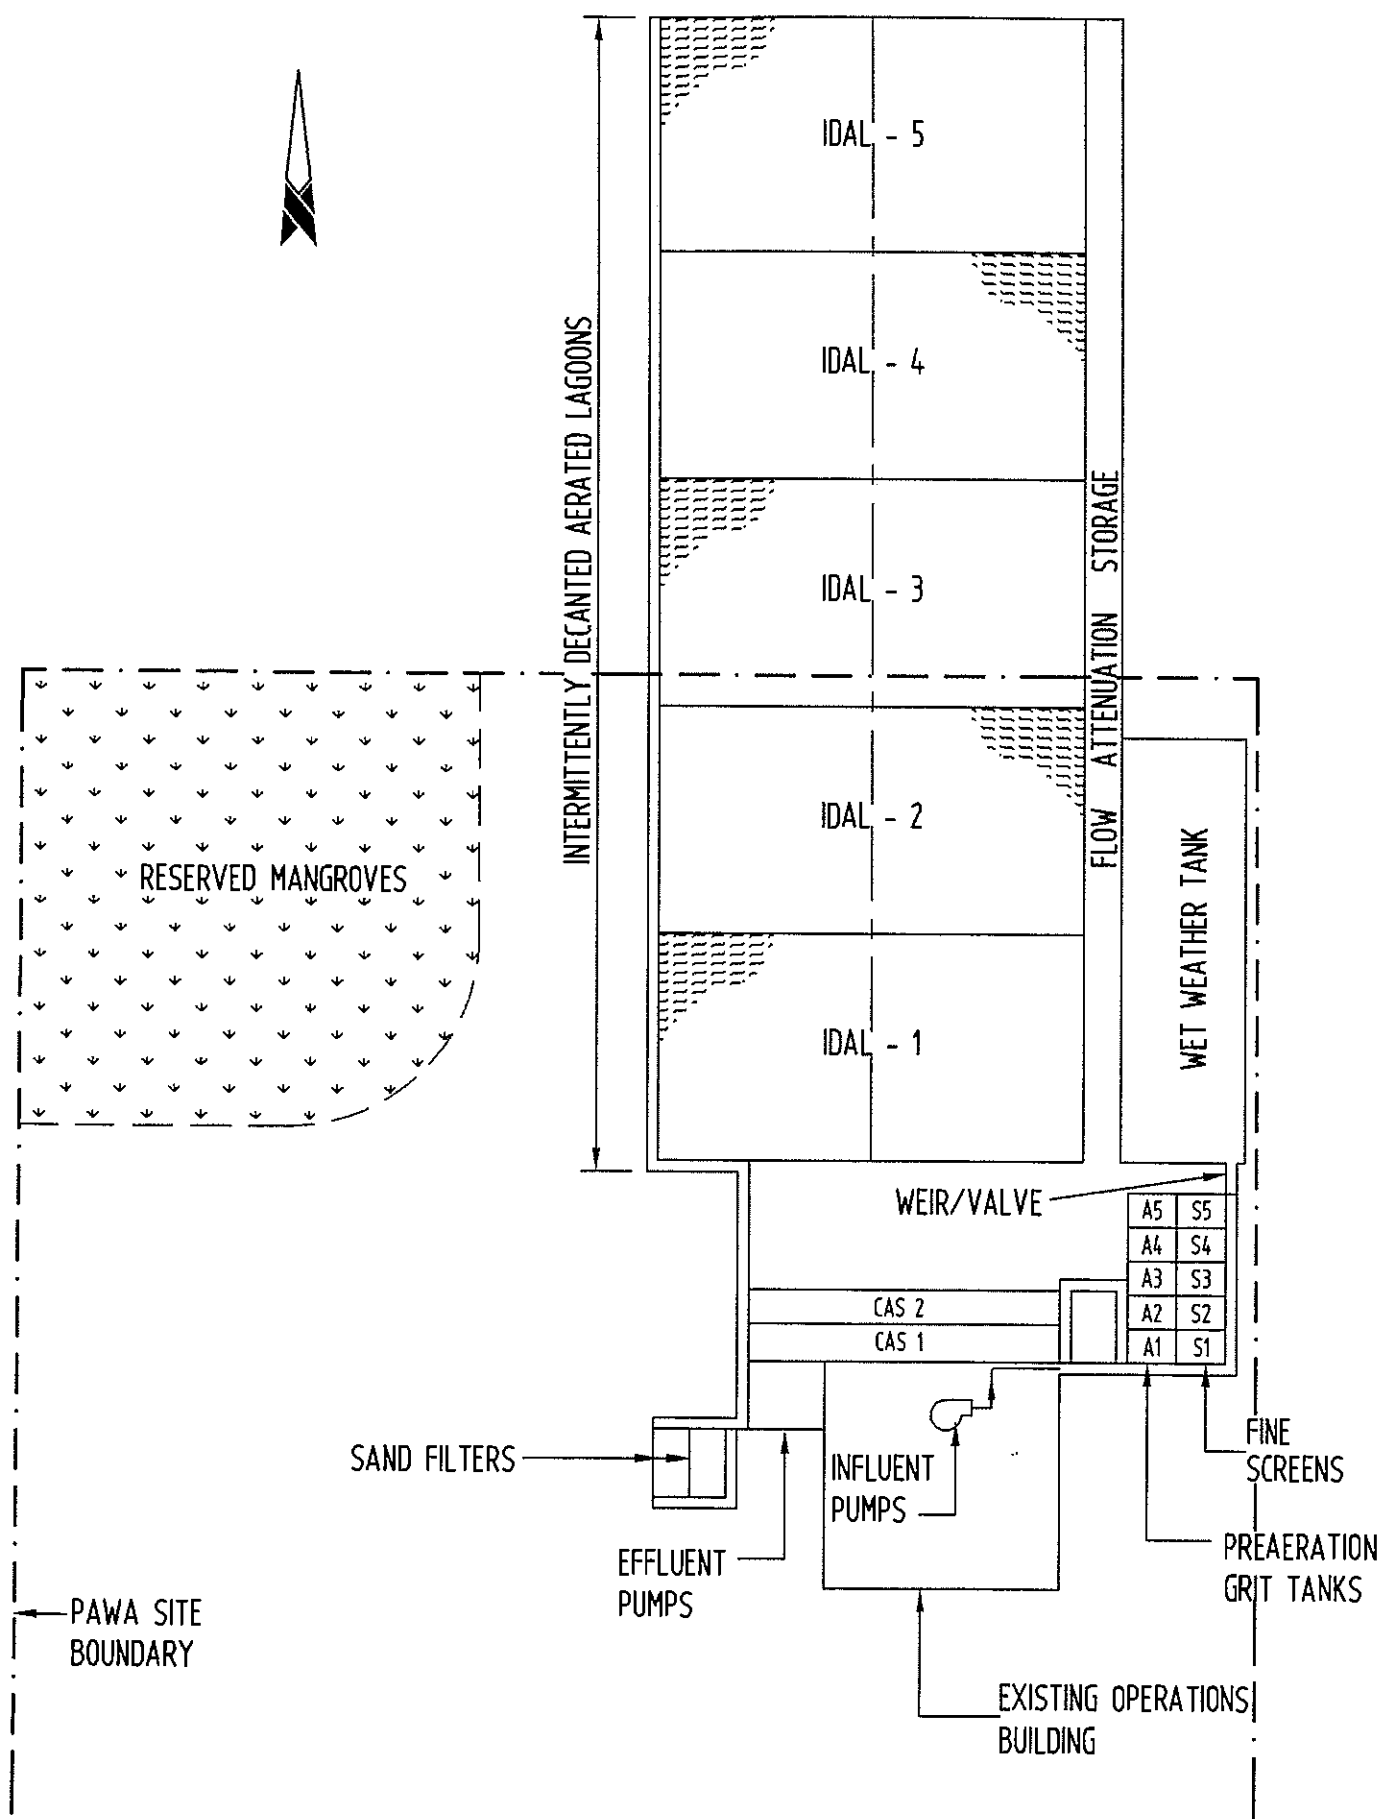 IDAL - 5
IDAL - 4
IDAL - 3
IDAL - 2
IDAL - 1
INTERMITTENTLY DECANTED AERATED LAGOONS
FLOW ATTENUATION STORAGE
WET WEATHER TANK
RESERVED MANGROVES
WEIR/VALVE
A5 S5
A4 S4
A3 S3
A2 S2
A1 S1
CAS 2
CAS 1
SAND FILTERS
INFLUENT
PUMPS
FINE
SCREENS
EFFLUENT
PUMPS
PREAERATION
GRIT TANKS
PAWA SITE
BOUNDARY
EXISTING OPERATIONS
BUILDING